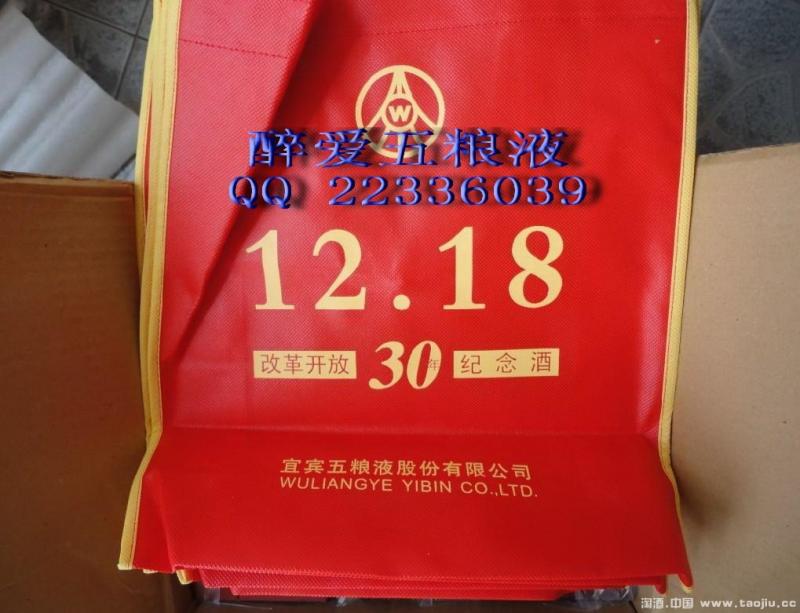 W
醉爱五粮液
QQ 22336039
12.18
改革开放 30年 纪念酒
宜宾五粮液股份有限公司
WULIANGYE YIBIN CO.,LTD.
淘酒.中国 www.taojiu.cc